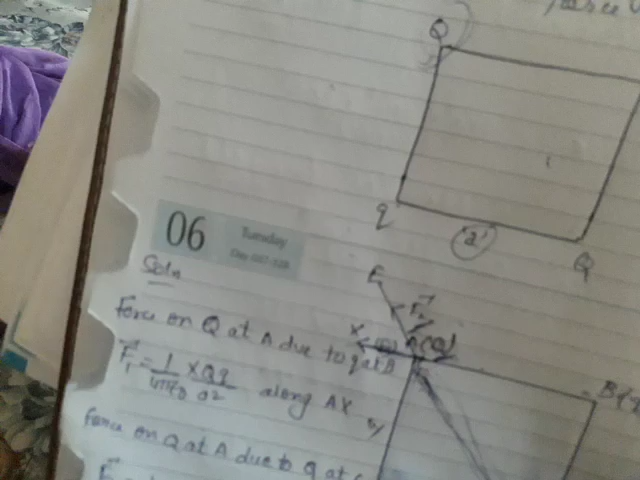 Q
q
'a'
Q
06
Tuesday
Soln
E
F2
X
A(Q)
Force on Q at A due to q at B
F1 = 1/4πε0 × Qq/a2 along AX
B
Force on Q at A due to Q at